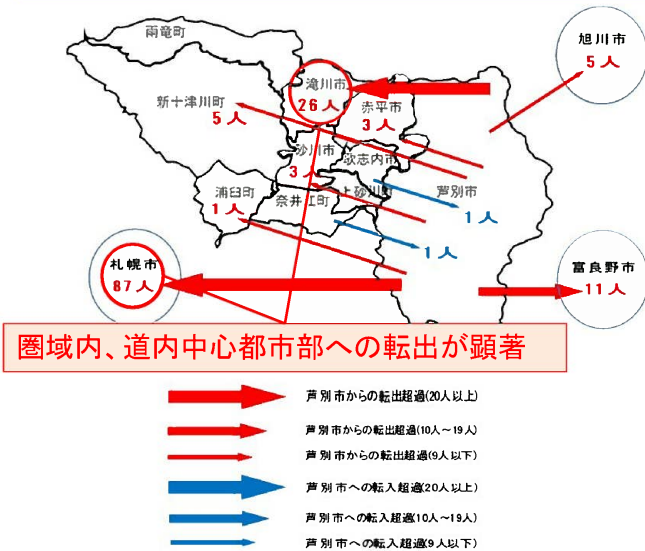 雨竜町
旭川市
5人
滝川市
26人
赤平市
3人
新十津川町
5人
砂川市
3人
歌志内市
上砂川町
芦別市
1人
浦臼町
1人
奈井江町
1人
札幌市
87人
富良野市
11人
圏域内、道内中心都市部への転出が顕著
芦別市からの転出超過(20人以上)
芦別市からの転出超過(10人~19人)
芦別市からの転出超過(9人以下)
芦別市への転入超過(20人以上)
芦別市への転入超過(10人~19人)
芦別市への転入超過(9人以下)